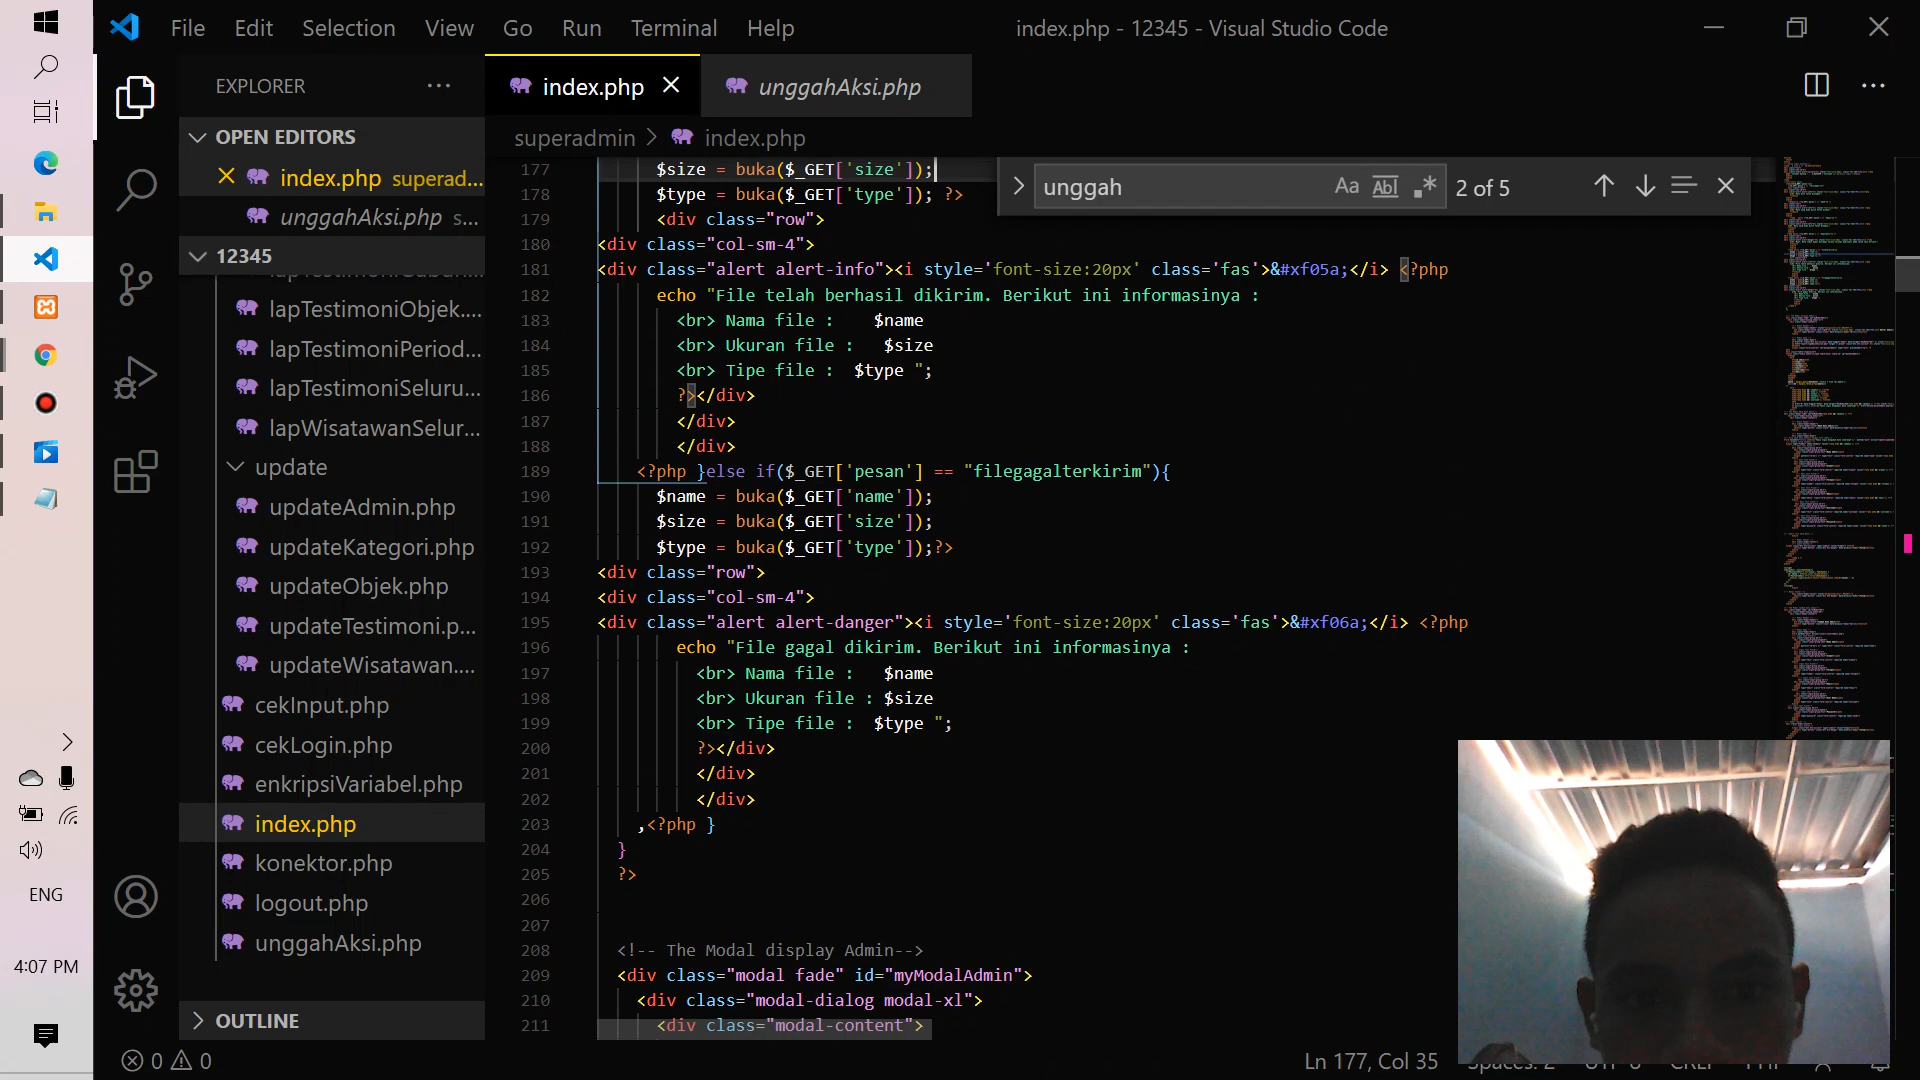 File Edit Selection View Go Run Terminal Help
index.php - 12345 - Visual Studio Code
EXPLORER
index.php
unggahAksi.php
OPEN EDITORS
index.php superad...
unggahAksi.php s...
superadmin > index.php
unggah
Aa Abl .*
2 of 5
12345
lapTestimoniObjek....
lapTestimoniPeriod...
lapTestimoniSeluru...
lapWisatawanSelur...
update
updateAdmin.php
updateKategori.php
updateObjek.php
updateTestimoni.p...
updateWisatawan....
cekInput.php
cekLogin.php
enkripsiVariabel.php
index.php
konektor.php
logout.php
unggahAksi.php
OUTLINE
177 $size = buka($_GET['size']);
178 $type = buka($_GET['type']); ?>
179 <div class="row">
180 <div class="col-sm-4">
181 <div class="alert alert-info"><i style='font-size:20px' class='fas'>&#xf05a;</i> <?php
182 echo "File telah berhasil dikirim. Berikut ini informasinya :
183 <br> Nama file : $name
184 <br> Ukuran file : $size
185 <br> Tipe file : $type ";
186 ?></div>
187 </div>
188 </div>
189 <?php }else if($_GET['pesan'] == "filegagalterkirim"){
190 $name = buka($_GET['name']);
191 $size = buka($_GET['size']);
192 $type = buka($_GET['type']);?>
193 <div class="row">
194 <div class="col-sm-4">
195 <div class="alert alert-danger"><i style='font-size:20px' class='fas'>&#xf06a;</i> <?php
196 echo "File gagal dikirim. Berikut ini informasinya :
197 <br> Nama file : $name
198 <br> Ukuran file : $size
199 <br> Tipe file : $type ";
200 ?></div>
201 </div>
202 </div>
203 ,<?php }
204 }
205 ?>
206
207
208 <!-- The Modal display Admin-->
209 <div class="modal fade" id="myModalAdmin">
210 <div class="modal-dialog modal-xl">
211 <div class="modal-content">
ENG
4:07 PM
0 0
Ln 177, Col 35